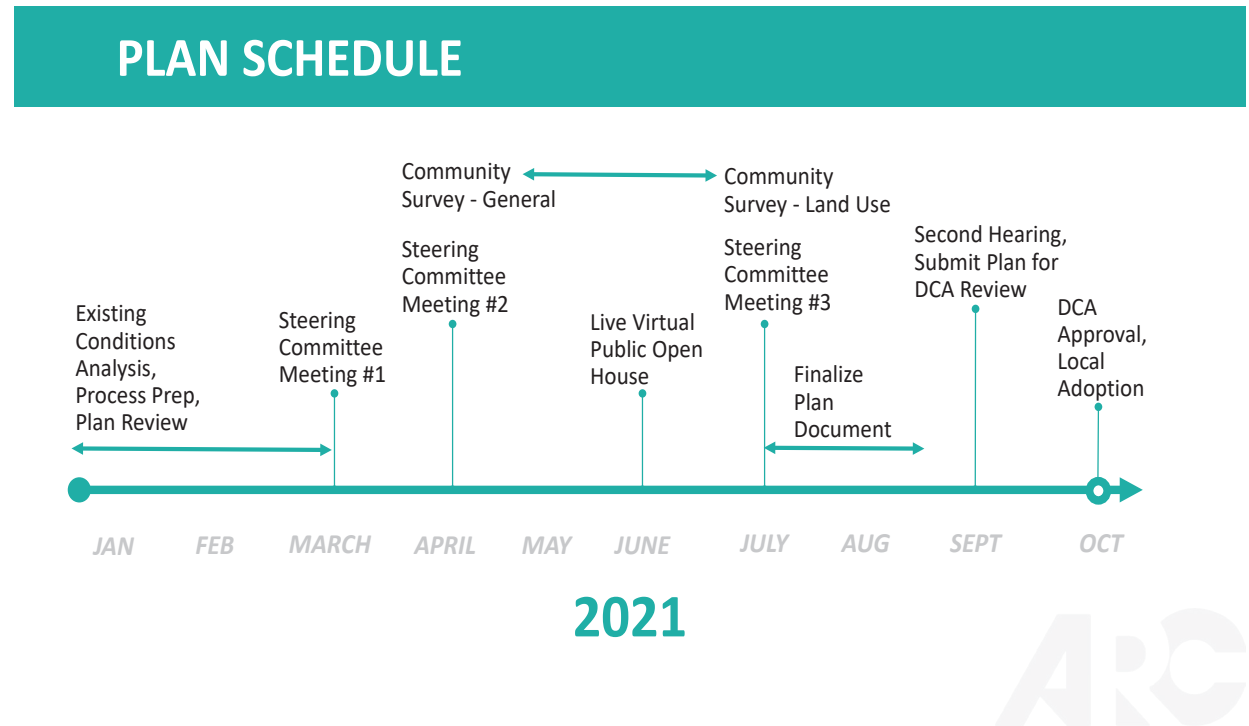 PLAN SCHEDULE
Community
Survey - General
Community
Survey - Land Use
Steering
Committee
Meeting #2
Steering
Committee
Meeting #3
Second Hearing,
Submit Plan for
DCA Review
Existing
Conditions
Analysis,
Process Prep,
Plan Review
Steering
Committee
Meeting #1
Live Virtual
Public Open
House
Finalize
Plan
Document
DCA
Approval,
Local
Adoption
JAN FEB MARCH APRIL MAY JUNE JULY AUG SEPT OCT
2021
ARC